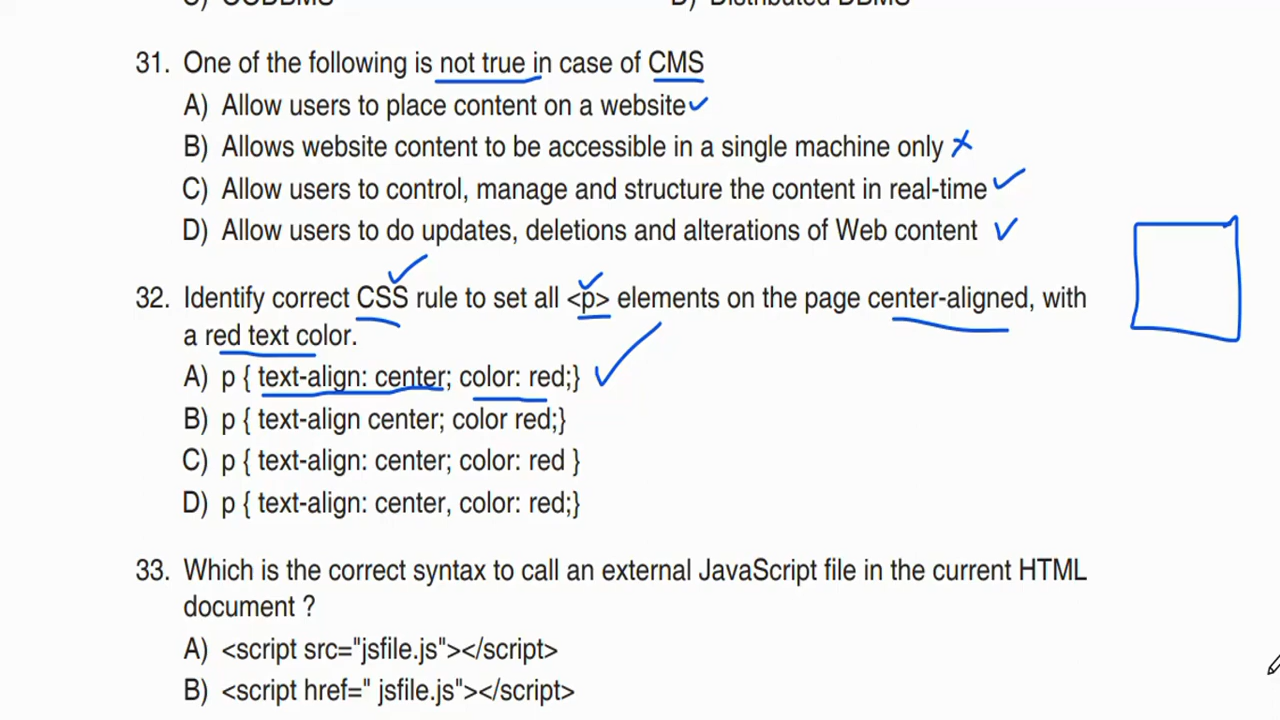 31. One of the following is not true in case of CMS
A) Allow users to place content on a website
B) Allows website content to be accessible in a single machine only
C) Allow users to control, manage and structure the content in real-time
D) Allow users to do updates, deletions and alterations of Web content
32. Identify correct CSS rule to set all <p> elements on the page center-aligned, with
a red text color.
A) p { text-align: center; color: red;}
B) p { text-align center; color red;}
C) p { text-align: center; color: red }
D) p { text-align: center, color: red;}
33. Which is the correct syntax to call an external JavaScript file in the current HTML
document ?
A) <script src="jsfile.js"></script>
B) <script href=" jsfile.js"></script>